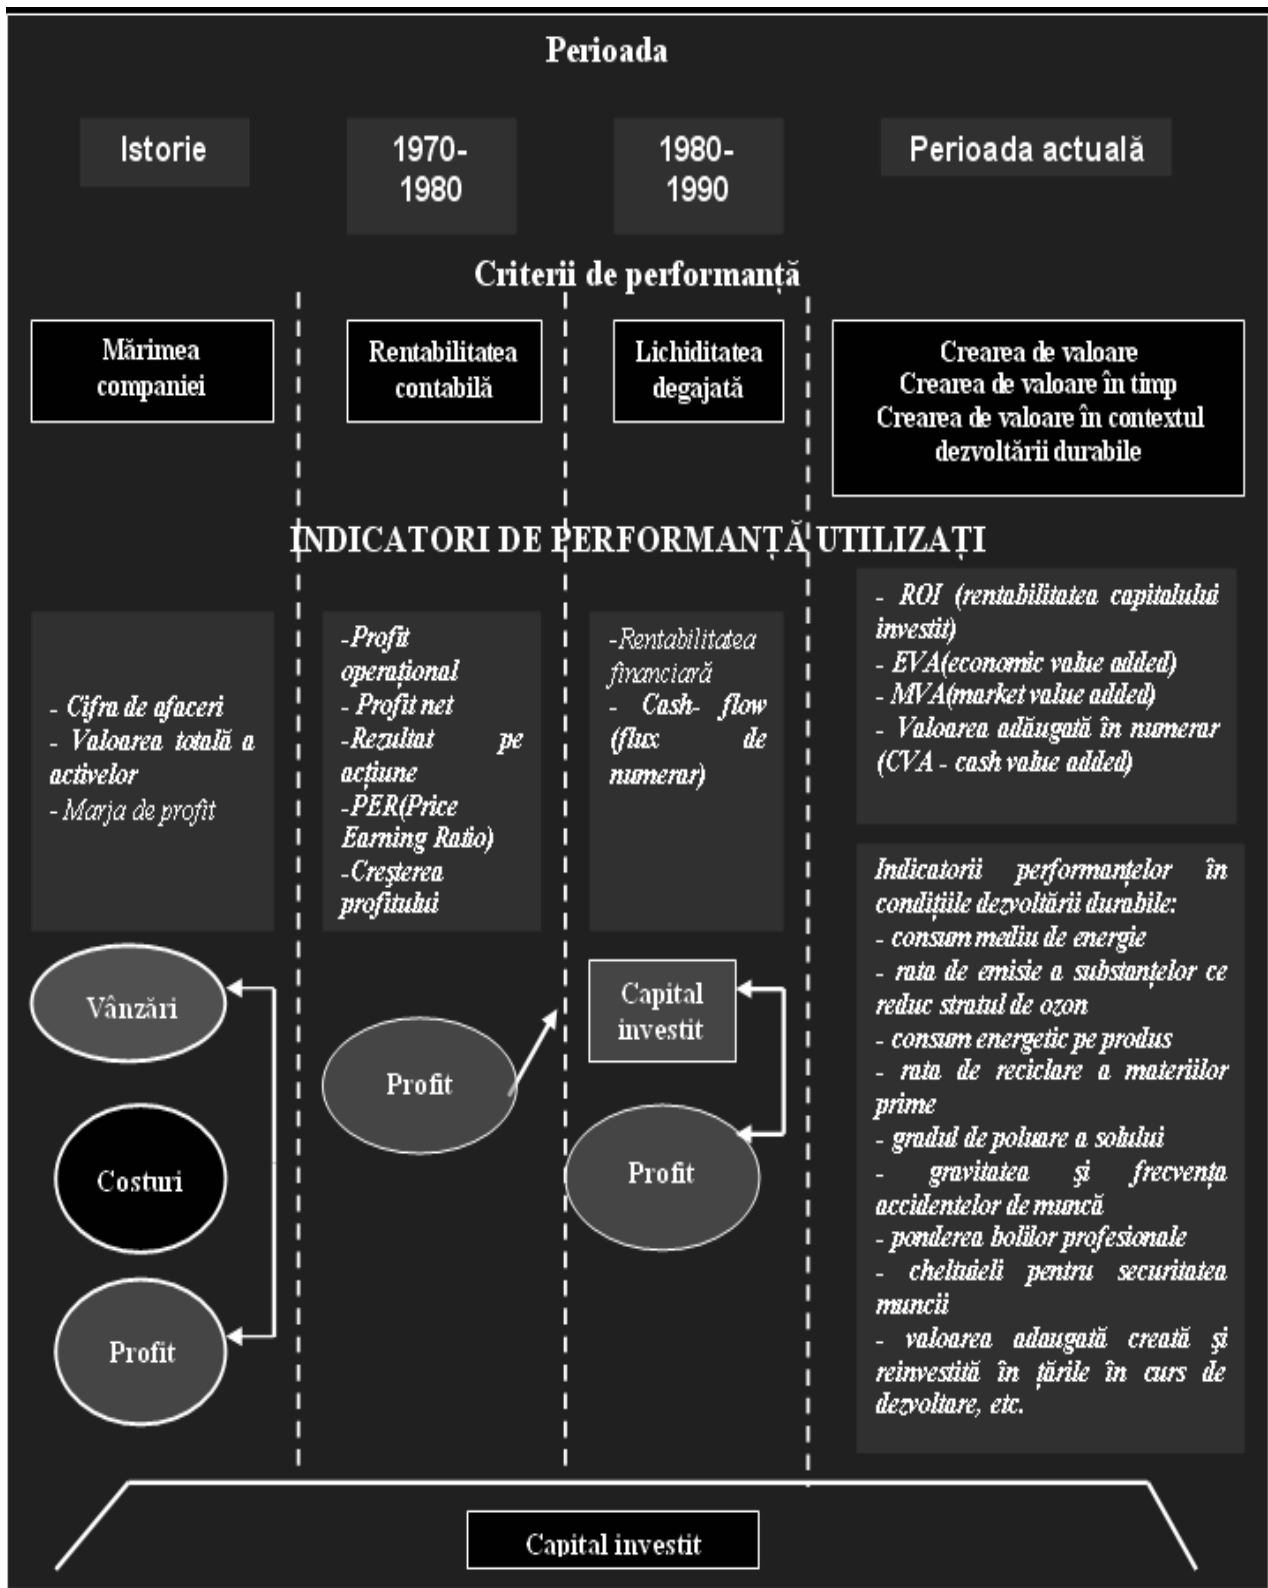 Perioada
Istorie
1970-
1980
1980-
1990
Perioada actuală
Criterii de performanță
Mărimea
companiei
Rentabilitatea
contabilă
Lichiditatea
degajată
Crearea de valoare
Crearea de valoare în timp
Crearea de valoare în contextul
dezvoltării durabile
INDICATORI DE PERFORMANȚĂ UTILIZAȚI
- Cifra de afaceri
- Valoarea totală a
activelor
- Marja de profit
-Profit
operațional
- Profit net
-Rezultat pe
acțiune
-PER(Price
Earning Ratio)
-Creşterea
profitului
-Rentabilitatea
financiară
- Cash- flow
(flux de
numerar)
- ROI (rentabilitatea capitalului
investit)
- EVA(economic value added)
- MVA(market value added)
- Valoarea adăugată în numerar
(CVA - cash value added)
Indicatorii performanțelor în
condițiile dezvoltării durabile:
- consum mediu de energie
- rata de emisie a substanțelor ce
reduc stratul de ozon
- consum energetic pe produs
- rata de reciclare a materiilor
prime
- gradul de poluare a solului
- gravitatea şi frecvența
accidentelor de muncă
- ponderea bolilor profesionale
- cheltuieli pentru securitatea
muncii
- valoarea adaugată creată şi
reinvestită în țările în curs de
dezvoltare, etc.
Vânzări
Costuri
Profit
Profit
Capital
investit
Profit
Capital investit